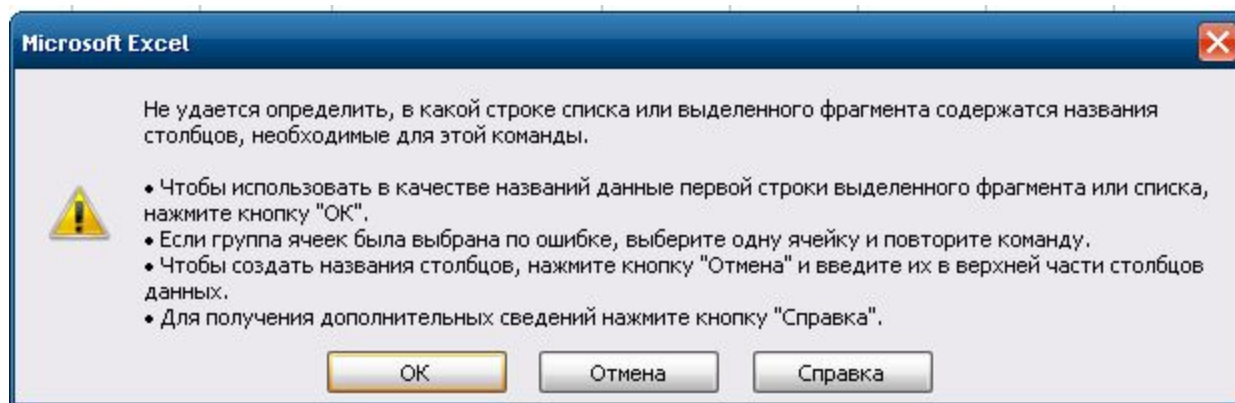 Microsoft Excel
Не удается определить, в какой строке списка или выделенного фрагмента содержатся названия
столбцов, необходимые для этой команды.
• Чтобы использовать в качестве названий данные первой строки выделенного фрагмента или списка,
нажмите кнопку "ОК".
• Если группа ячеек была выбрана по ошибке, выберите одну ячейку и повторите команду.
• Чтобы создать названия столбцов, нажмите кнопку "Отмена" и введите их в верхней части столбцов
данных.
• Для получения дополнительных сведений нажмите кнопку "Справка".
ОК Отмена Справка